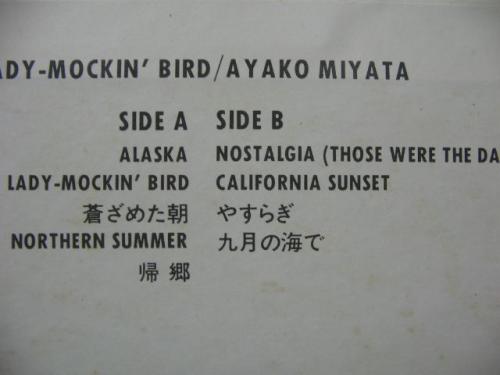 ADY-MOCKIN' BIRD/AYAKO MIYATA
SIDE A SIDE B
ALASKA NOSTALGIA (THOSE WERE THE DA
LADY-MOCKIN' BIRD CALIFORNIA SUNSET
蒼ざめた朝 やすらぎ
NORTHERN SUMMER 九月の海で
帰郷